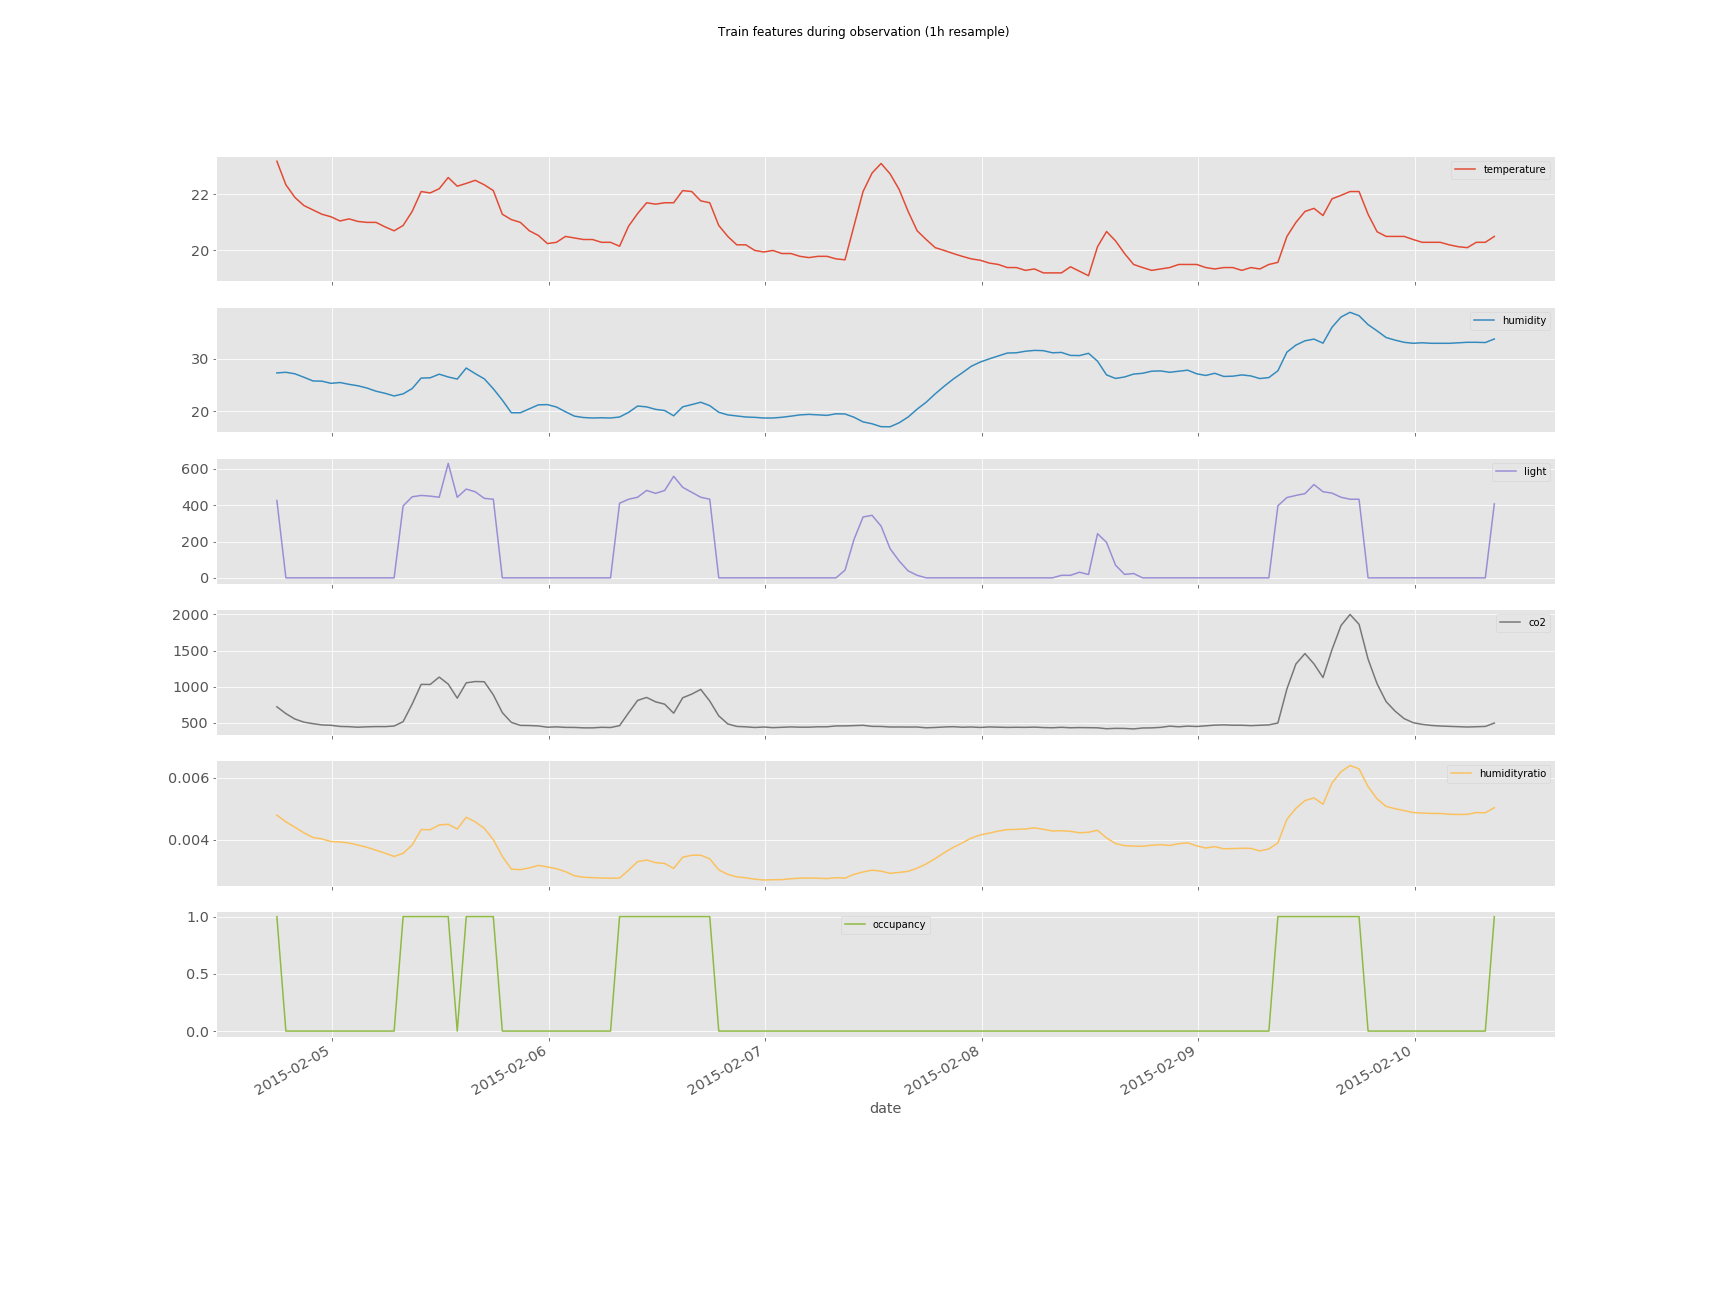 Train features during observation (1h resample)
22
20
temperature
30
20
humidity
600
400
200
0
light
2000
1500
1000
500
co2
0.006
0.004
humidityratio
1.0
0.5
0.0
occupancy
2015-02-05
2015-02-06
2015-02-07
2015-02-08
2015-02-09
2015-02-10
date